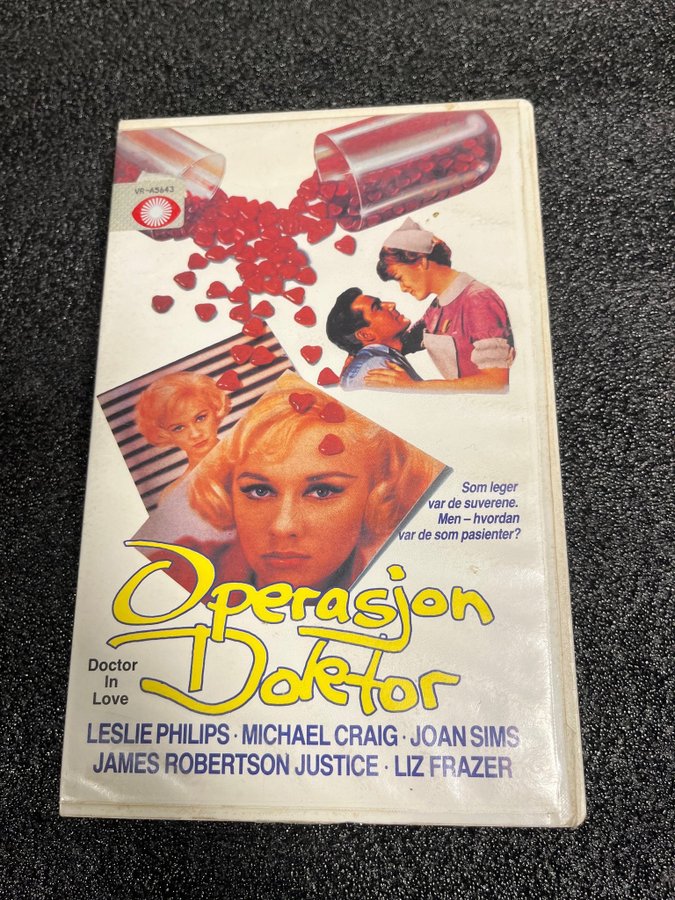 VR-A5643
Som leger
var de suverene.
Men – hvordan
var de som pasienter?
Operasjon
Doktor
Doctor
In
Love
LESLIE PHILIPS · MICHAEL CRAIG · JOAN SIMS
JAMES ROBERTSON JUSTICE · LIZ FRAZER